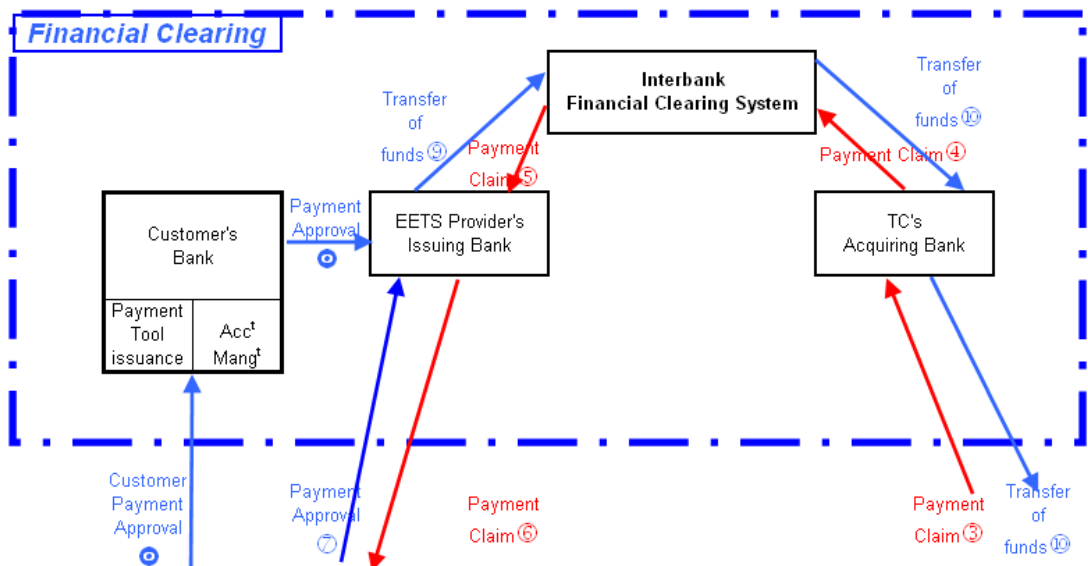 Financial Clearing
Interbank
Financial Clearing System
Transfer
of
funds ⑨
Payment
Claim ⑤
Transfer
of
funds ⑩
Payment Claim ④
Customer's
Bank
Payment
Tool
issuance
Accᵗ
Mangᵗ
Payment
Approval
⓪
EETS Provider's
Issuing Bank
TC's
Acquiring Bank
Customer
Payment
Approval
⓪
Payment
Approval
⑦
Payment
Claim ⑥
Payment
Claim ③
Transfer
of
funds ⑩